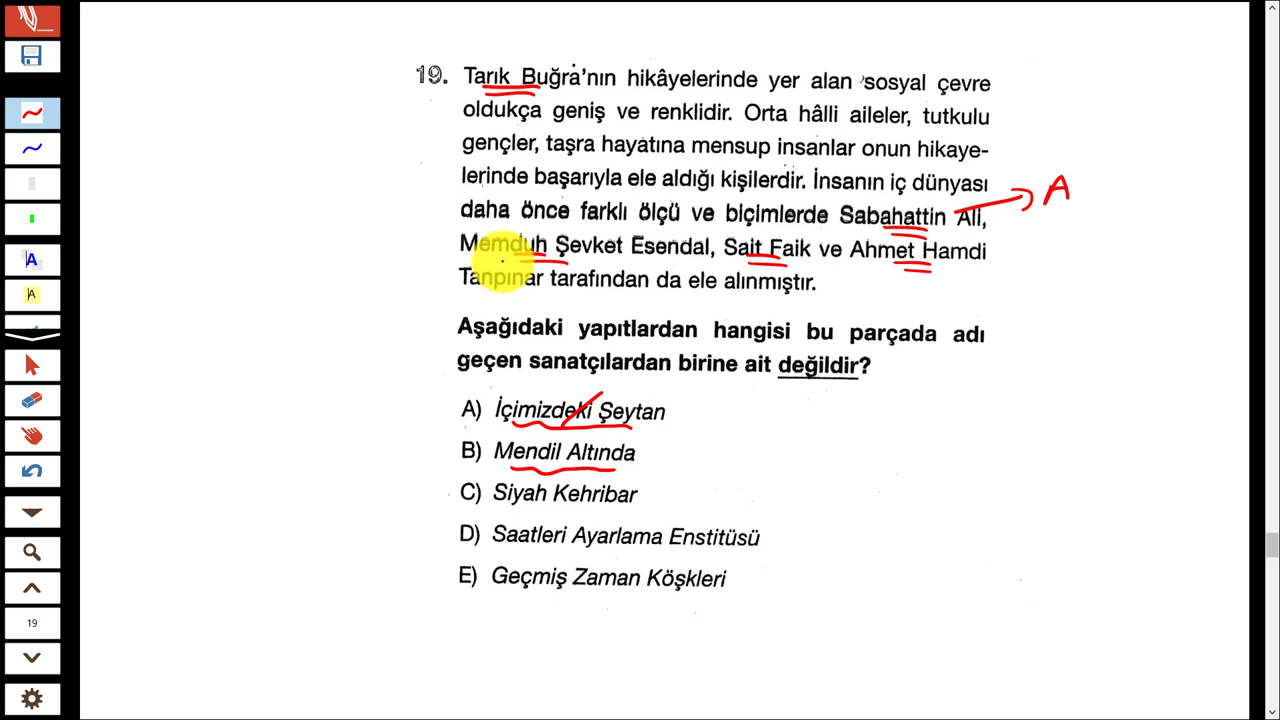 19. Tarık Buğra'nın hikâyelerinde yer alan sosyal çevre
oldukça geniş ve renklidir. Orta hâlli aileler, tutkulu
gençler, taşra hayatına mensup insanlar onun hikaye-
lerinde başarıyla ele aldığı kişilerdir. İnsanın iç dünyası
daha önce farklı ölçü ve biçimlerde Sabahattin Ali,
A
Memduh Şevket Esendal, Sait Faik ve Ahmet Hamdi
Tanpınar tarafından da ele alınmıştır.
Aşağıdaki yapıtlardan hangisi bu parçada adı
geçen sanatçılardan birine ait değildir?
A) İçimizdeki Şeytan
B) Mendil Altında
C) Siyah Kehribar
D) Saatleri Ayarlama Enstitüsü
E) Geçmiş Zaman Köşkleri
A
A
19